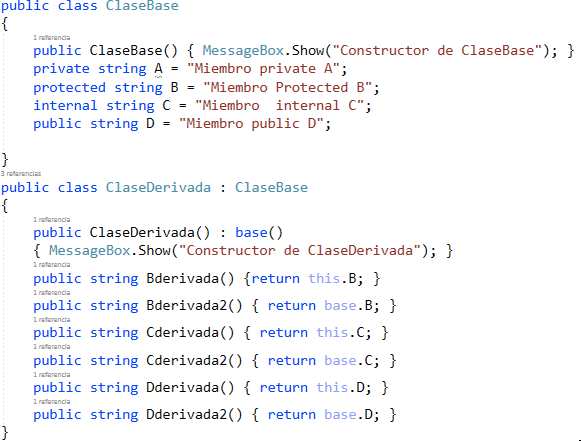 public class ClaseBase
{
1 referencia
public ClaseBase() { MessageBox.Show("Constructor de ClaseBase"); }
private string A = "Miembro private A";
protected string B = "Miembro Protected B";
internal string C = "Miembro  internal C";
public string D = "Miembro public D";
}
3 referencias
public class ClaseDerivada : ClaseBase
{
1 referencia
public ClaseDerivada() : base()
{ MessageBox.Show("Constructor de ClaseDerivada"); }
1 referencia
public string Bderivada() {return this.B; }
1 referencia
public string Bderivada2() { return base.B; }
1 referencia
public string Cderivada() { return this.C; }
1 referencia
public string Cderivada2() { return base.C; }
1 referencia
public string Dderivada() { return this.D; }
1 referencia
public string Dderivada2() { return base.D; }
}